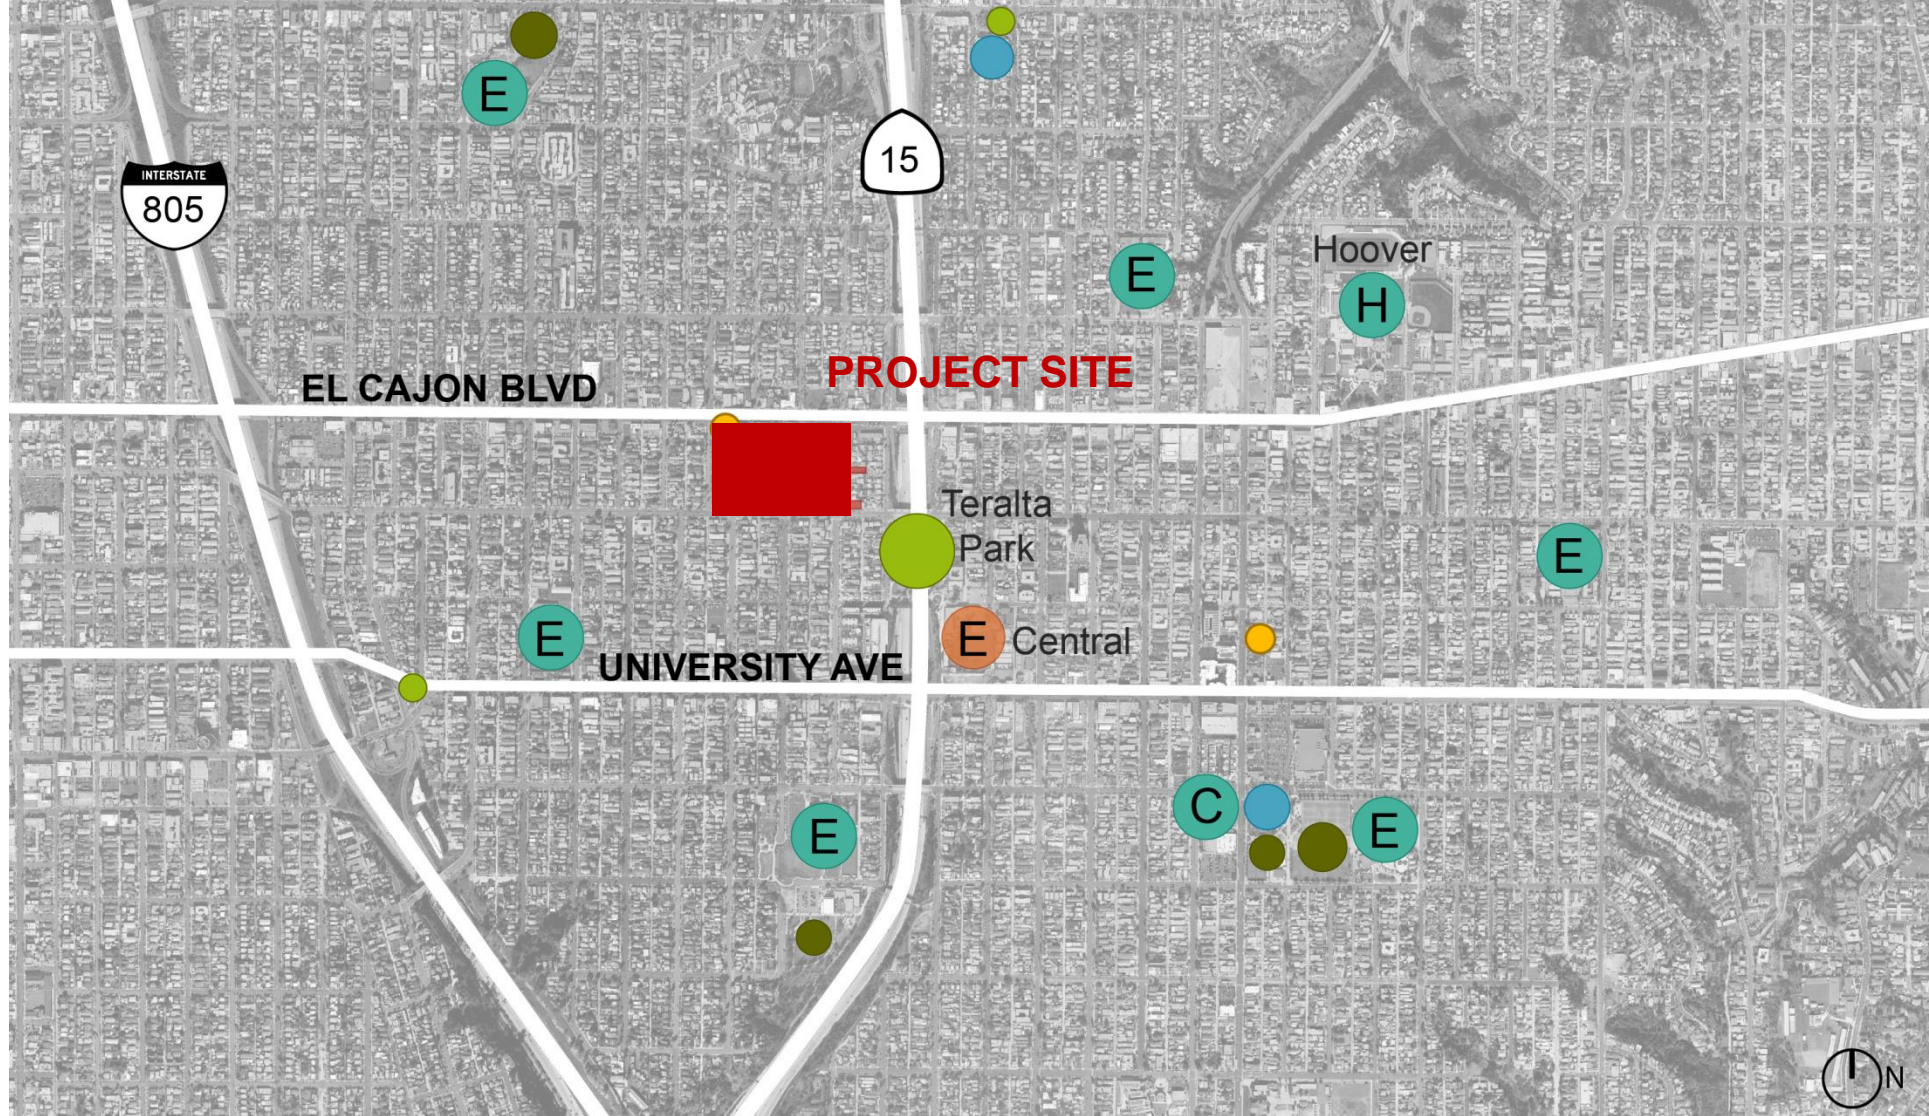 E
INTERSTATE
805
15
E
Hoover
H
PROJECT SITE
EL CAJON BLVD
Teralta
Park
E
E
E
Central
UNIVERSITY AVE
C
E
E
N